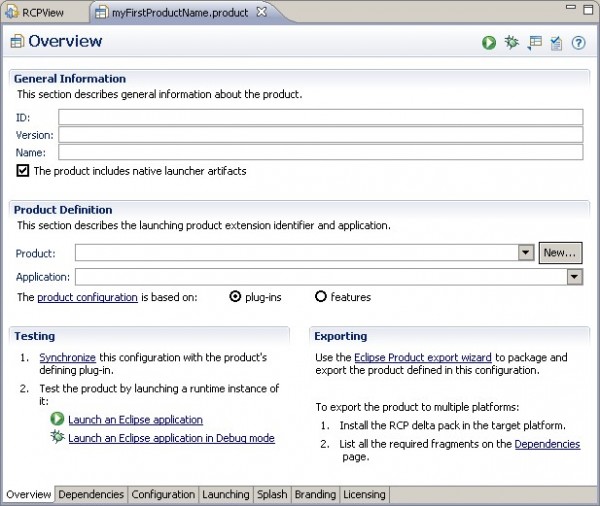 RCPView
myFirstProductName.product
Overview
General Information
This section describes general information about the product.
ID:
Version:
Name:
The product includes native launcher artifacts
Product Definition
This section describes the launching product extension identifier and application.
Product:
New...
Application:
The product configuration is based on: plug-ins features
Testing
1. Synchronize this configuration with the product's
defining plug-in.
2. Test the product by launching a runtime instance of
it:
Launch an Eclipse application
Launch an Eclipse application in Debug mode
Exporting
Use the Eclipse Product export wizard to package and
export the product defined in this configuration.
To export the product to multiple platforms:
1. Install the RCP delta pack in the target platform.
2. List all the required fragments on the Dependencies
page.
Overview Dependencies Configuration Launching Splash Branding Licensing